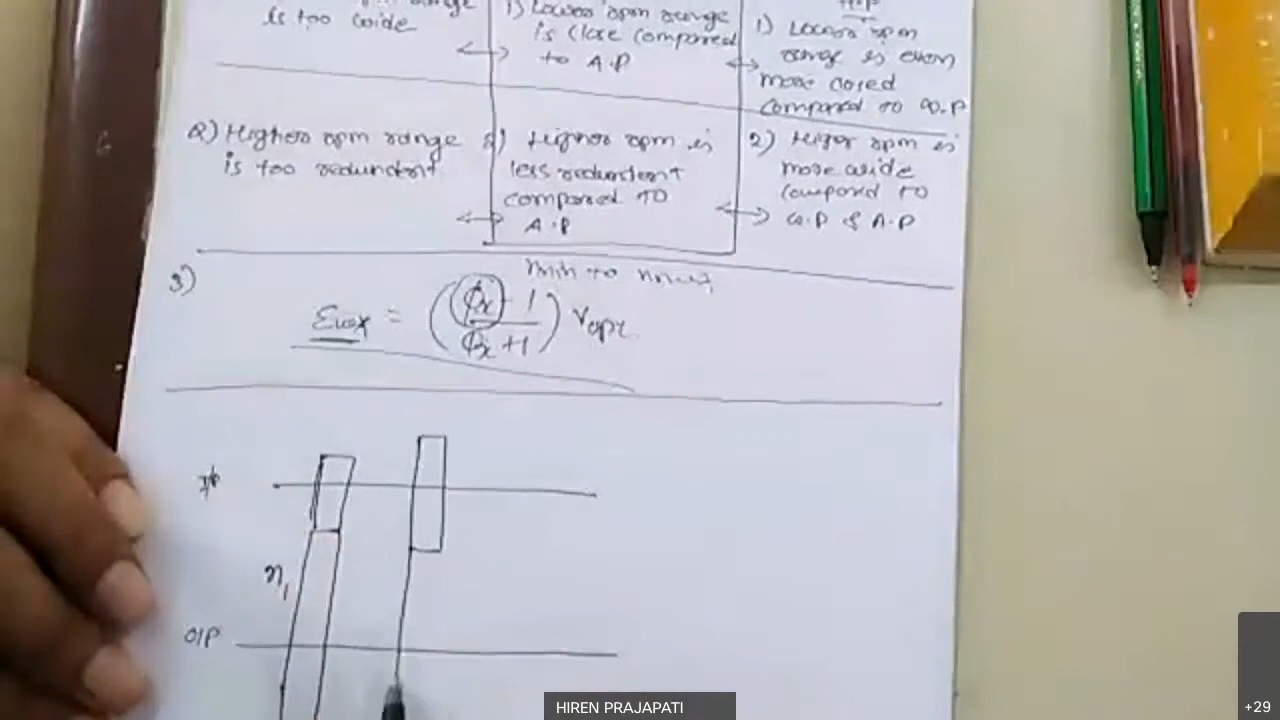 is too wide
1) Lower rpm range
is close compared
to A.P
1) Lower rpm
range is even
more closed
compared to G.P
2) Higher rpm range
is too redundant
2) Higher rpm is
less redundant
compared TO
A.P
2) Higer rpm is
more wide
compared TO
G.P & A.P
3)
min to max
Emax = (ϕx - 1 / ϕx + 1) Vopt
I/P
n1
O/P
HIREN PRAJAPATI
+29